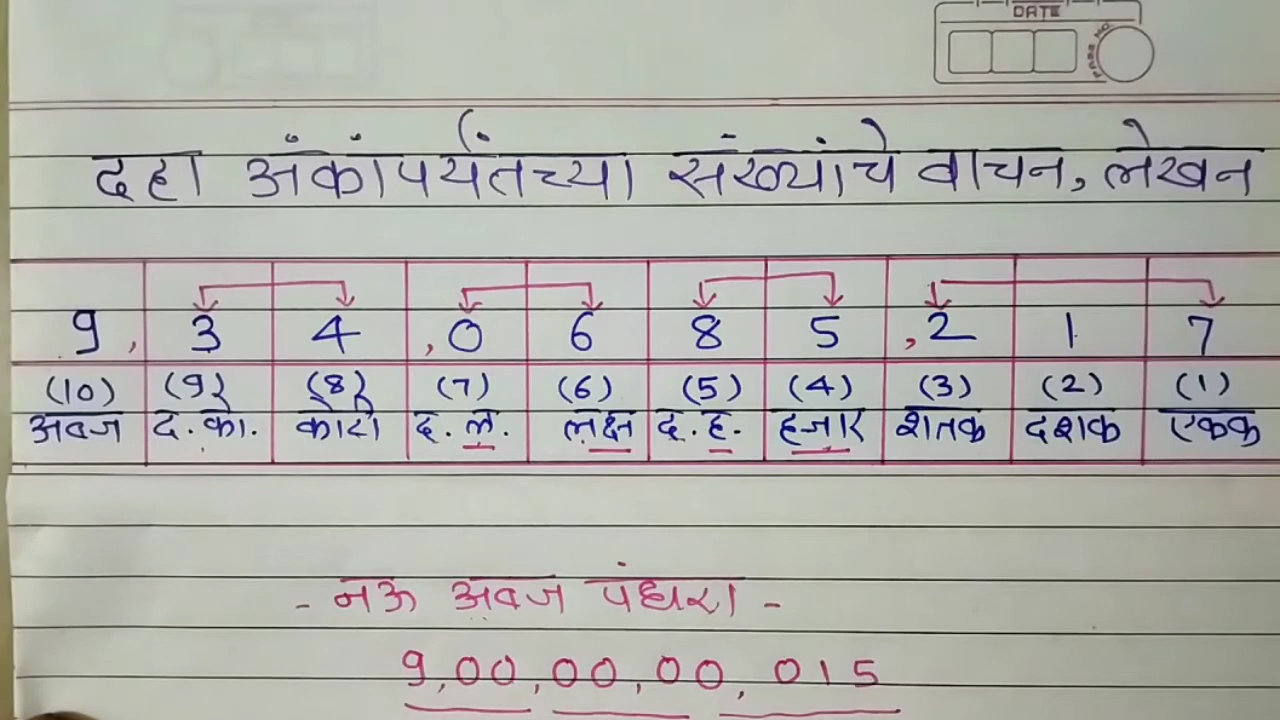 DATE
PAGE NO.
दहा अंकांपर्यंतच्या संख्यांचे वाचन, लेखन
9, 3 4 ,0 6 8 5 ,2 1 7
(10) (9) (8) (7) (6) (5) (4) (3) (2) (1)
अब्ज द.को. कोटी द.ल. लक्ष द.ह. हजार शतक दशक एकक
- नऊ अब्ज पंधरा -
9,00,00,00,015